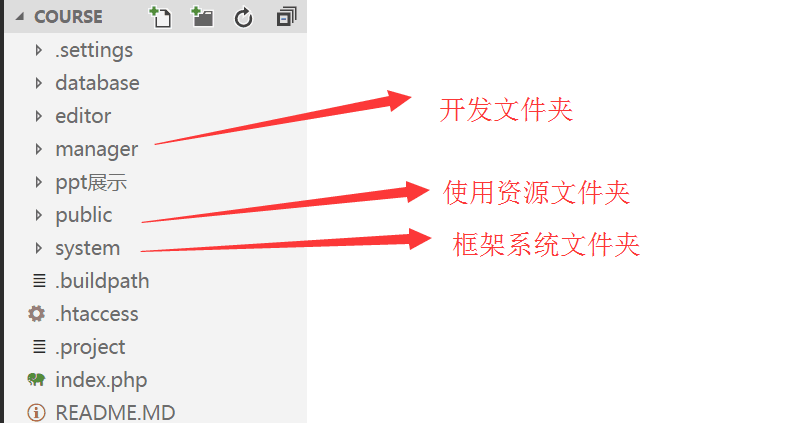 COURSE
.settings
database
editor
manager
开发文件夹
ppt展示
public
使用资源文件夹
system
框架系统文件夹
.buildpath
.htaccess
.project
index.php
README.MD